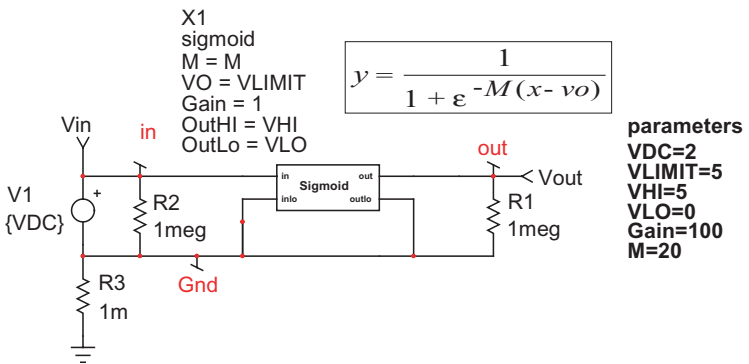 X1
sigmoid
M = M
VO = VLIMIT
Gain = 1
OutHI = VHI
OutLo = VLO
y = 1 / 1 + ε -M(x- vo)
Vin
in
V1
{VDC}
+
R2
1meg
in
out
Sigmoid
inlo
outlo
out
Vout
R1
1meg
Gnd
R3
1m
parameters
VDC=2
VLIMIT=5
VHI=5
VLO=0
Gain=100
M=20